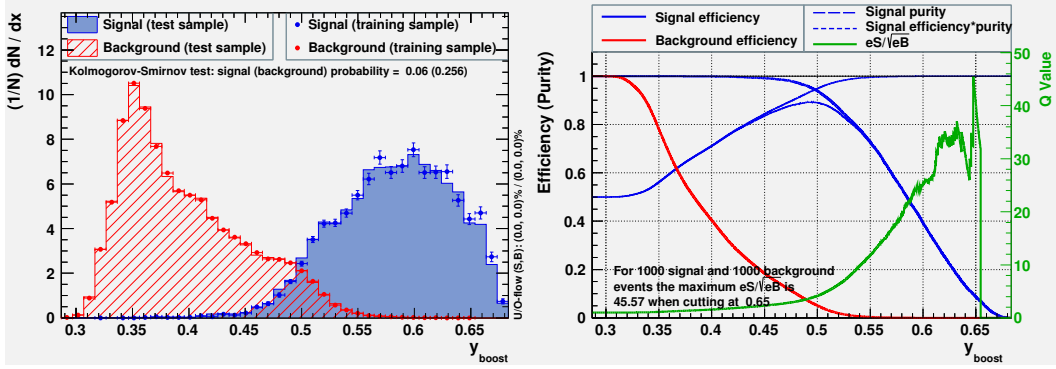 Signal (test sample)
Background (test sample)
Signal (training sample)
Background (training sample)
Kolmogorov-Smirnov test: signal (background) probability = 0.06 (0.256)
(1/N) dN / dx
0
2
4
6
8
10
12
0.3 0.35 0.4 0.45 0.5 0.55 0.6 0.65
y_boost
U/O-flow (S,B): (0.0, 0.0)% / (0.0, 0.0)%
Signal efficiency
Background efficiency
Signal purity
Signal efficiency*purity
eS/√eB
Efficiency (Purity)
0
0.2
0.4
0.6
0.8
1
For 1000 signal and 1000 background
events the maximum eS/√eB is
45.57 when cutting at 0.65
0.3 0.35 0.4 0.45 0.5 0.55 0.6 0.65
y_boost
0
5
10
15
20
25
30
35
40
45
50
Q Value